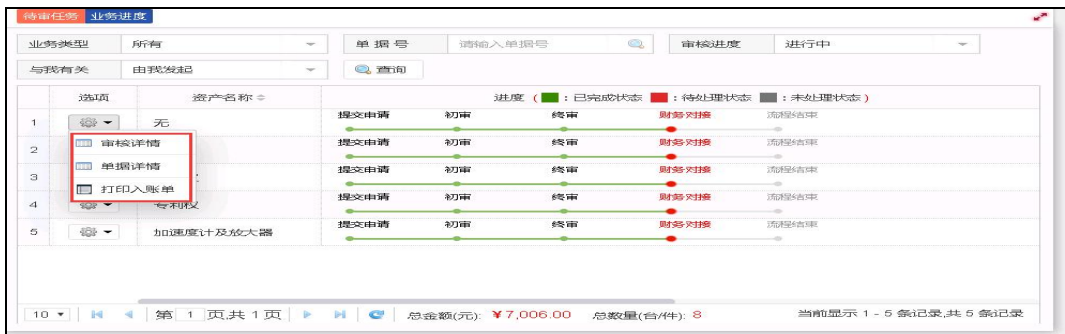 待审任务 业务进度
业务类型 所有 单 据 号 请输入单据号 审核进度 进行中
与我有关 由我发起 查询
选项 资产名称 进度 ( : 已完成状态 : 待处理状态 : 未处理状态 )
1 无 提交申请 初审 终审 财务对接 流程结束
审核详情
2 提交申请 初审 终审 财务对接 流程结束
单据详情
3 提交申请 初审 终审 财务对接 流程结束
打印入账单
4 专利权 提交申请 初审 终审 财务对接 流程结束
5 加速度计及放大器 提交申请 初审 终审 财务对接 流程结束
10 第 1 页,共 1 页 总金额(元): ¥7,006.00 总数量(台/件): 8 当前显示 1 - 5 条记录,共 5 条记录